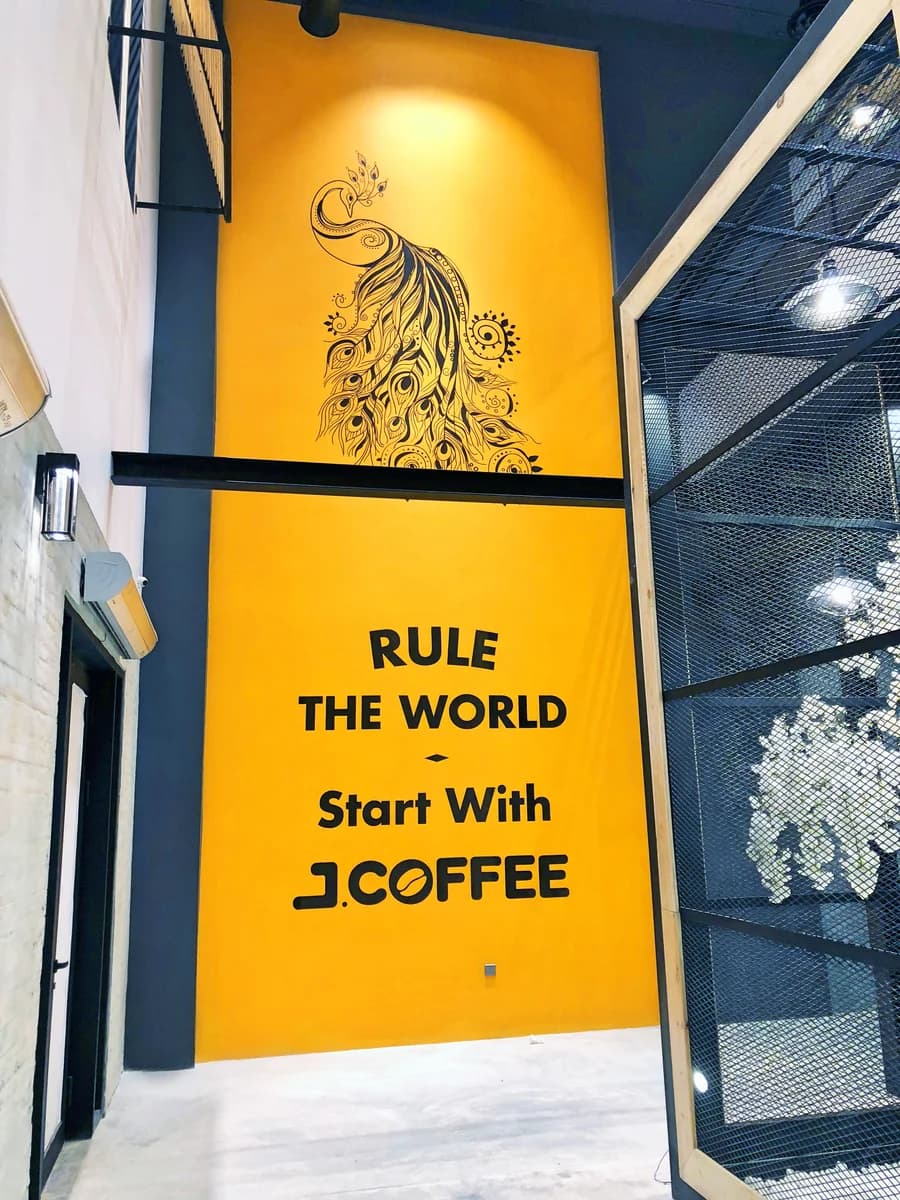 RULE
THE WORLD
Start With
J.COFFEE